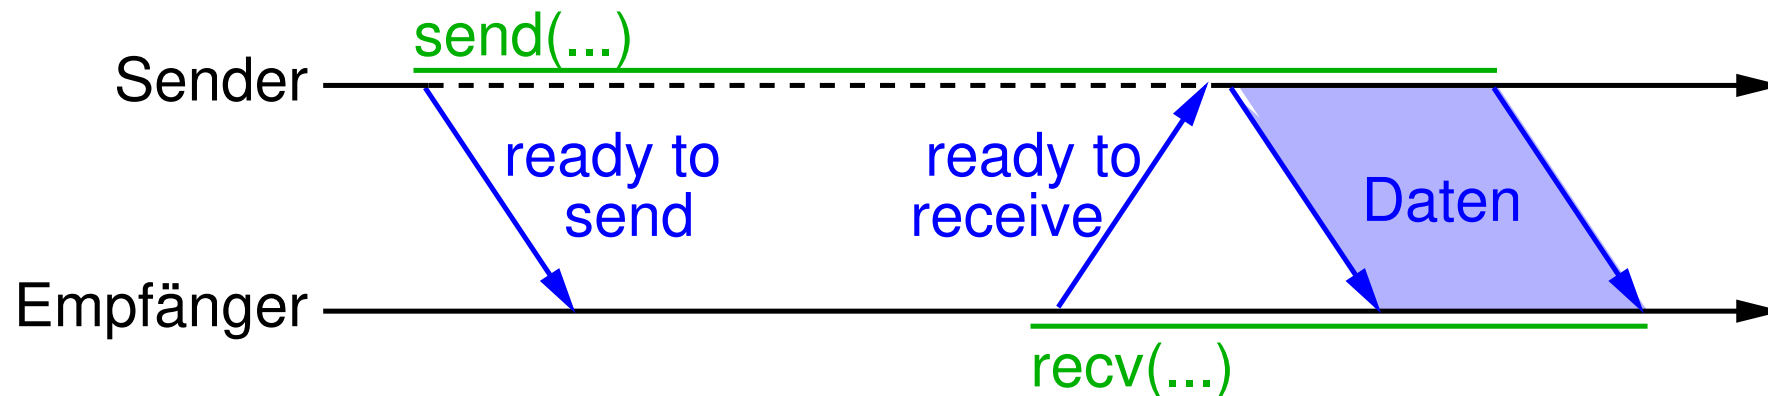 send(...)
Sender
ready to
send
ready to
receive
Daten
Empfänger
recv(...)